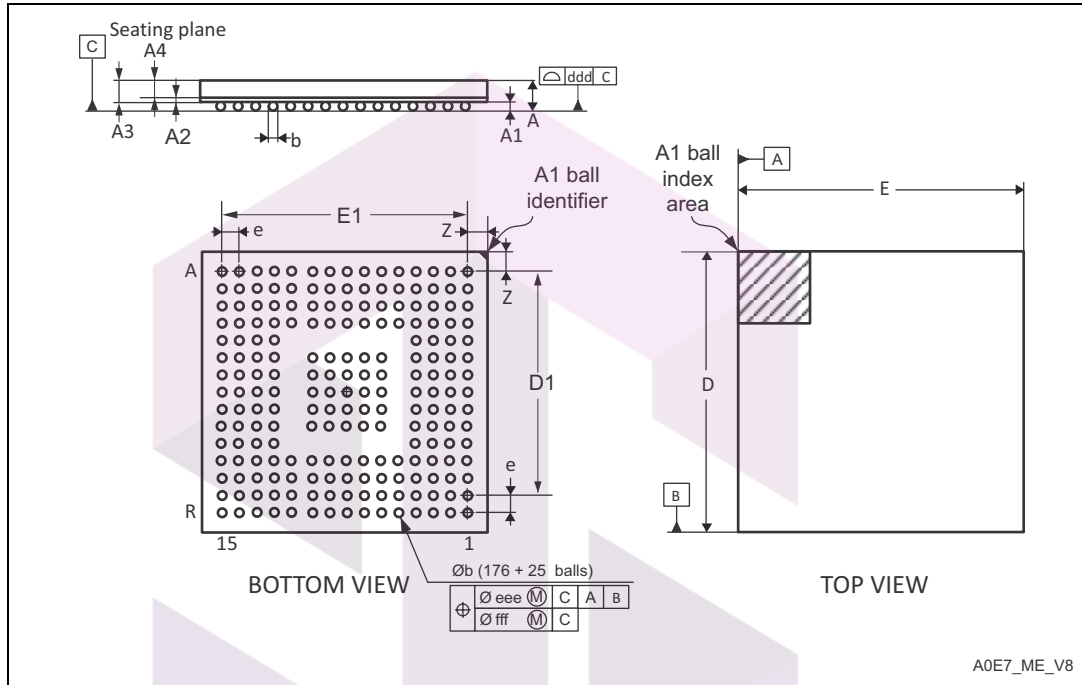 Seating plane
C
A4
ddd C
A3
A2
b
A1
A
A1 ball
identifier
A1 ball
index
area
A
E
E1
e
Z
A
Z
D1
D
e
B
R
15
1
Øb (176 + 25 balls)
BOTTOM VIEW
TOP VIEW
Ø eee Ⓜ C A B
Ø fff Ⓜ C
A0E7_ME_V8